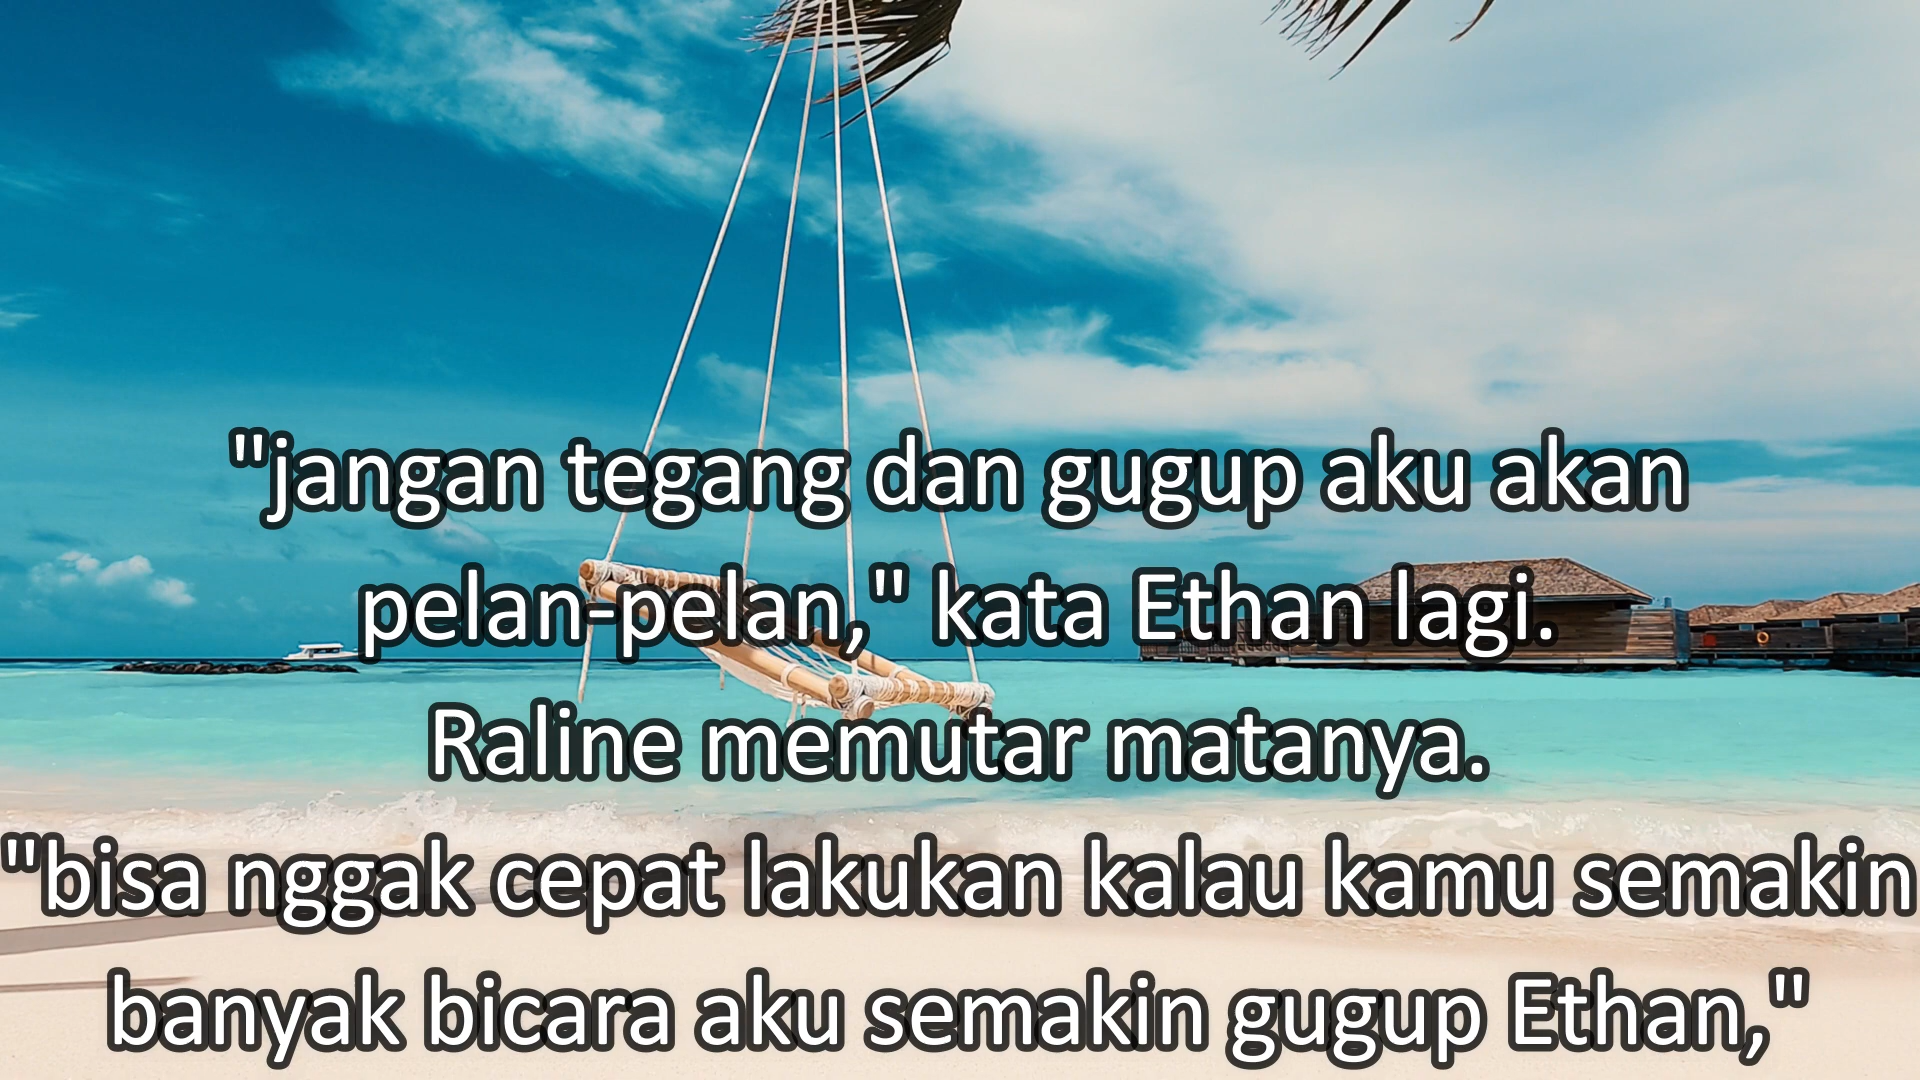 "jangan tegang dan gugup aku akan
pelan-pelan," kata Ethan lagi.
Raline memutar matanya.
"bisa nggak cepat lakukan kalau kamu semakin
banyak bicara aku semakin gugup Ethan,"